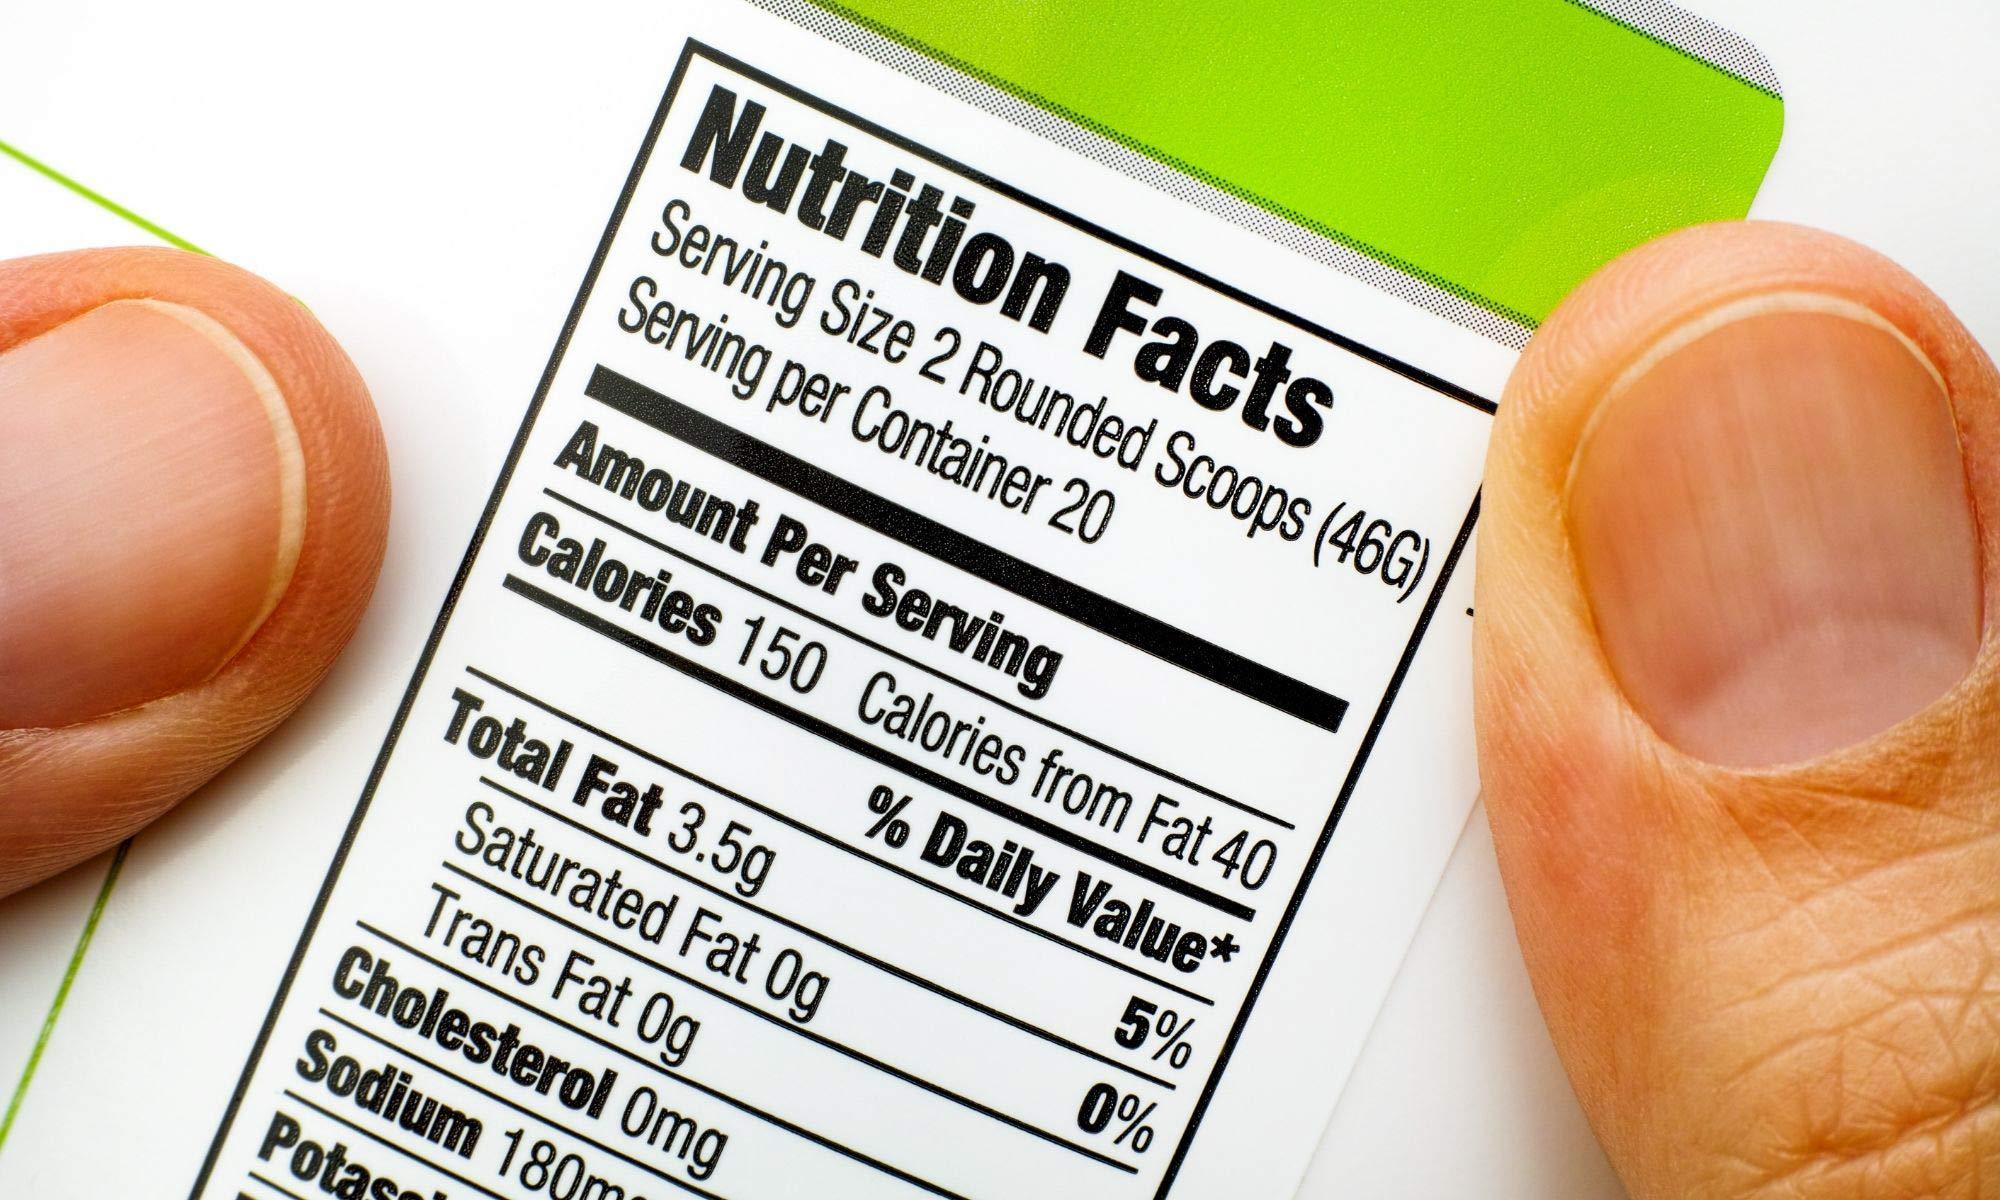 Nutrition Facts
Serving Size 2 Rounded Scoops (46G)
Serving per Container 20
Amount Per Serving
Calories 150 Calories from Fat 40
% Daily Value*
Total Fat 3.5g 5%
Saturated Fat 0g 0%
Trans Fat 0g
Cholesterol 0mg
Sodium 180m